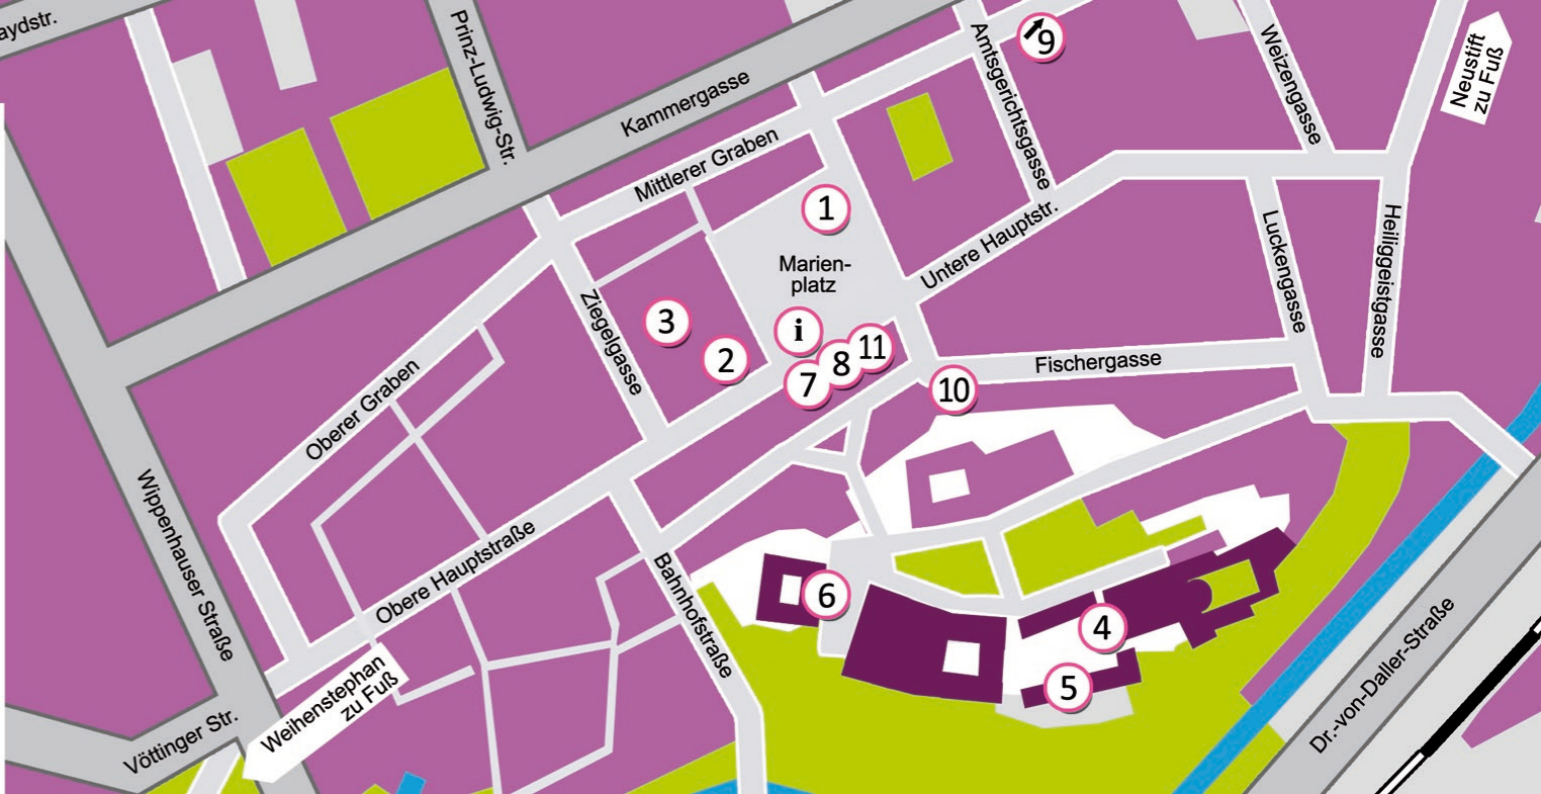 aydstr.
Prinz-Ludwig-Str.
Kammergasse
Amtsgerichtsgasse
9
Weizengasse
Neustift
zu Fuß
Mittlerer Graben
1
Marien-
platz
Untere Hauptstr.
Luckengasse
Heiliggeistgasse
Ziegelgasse
3
i
2
11
8
7
10
Fischergasse
Oberer Graben
Wippenhauser Straße
Obere Hauptstraße
Bahnhofstraße
6
4
5
Weihenstephan
zu Fuß
Vöttinger Str.
Dr.-von-Daller-Straße